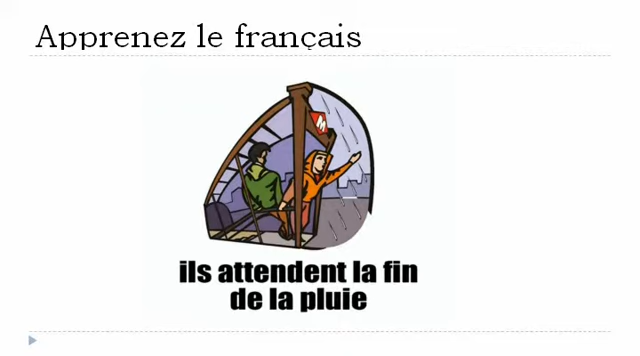 Apprenez le français
ils attendent la fin
de la pluie